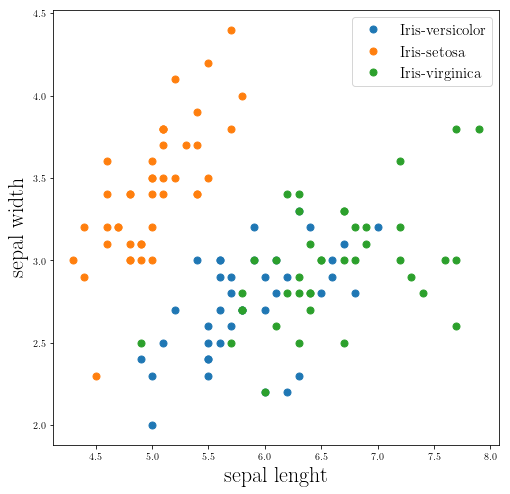 4.5
4.0
3.5
3.0
2.5
2.0
sepal width
Iris-versicolor
Iris-setosa
Iris-virginica
4.5 5.0 5.5 6.0 6.5 7.0 7.5 8.0
sepal lenght